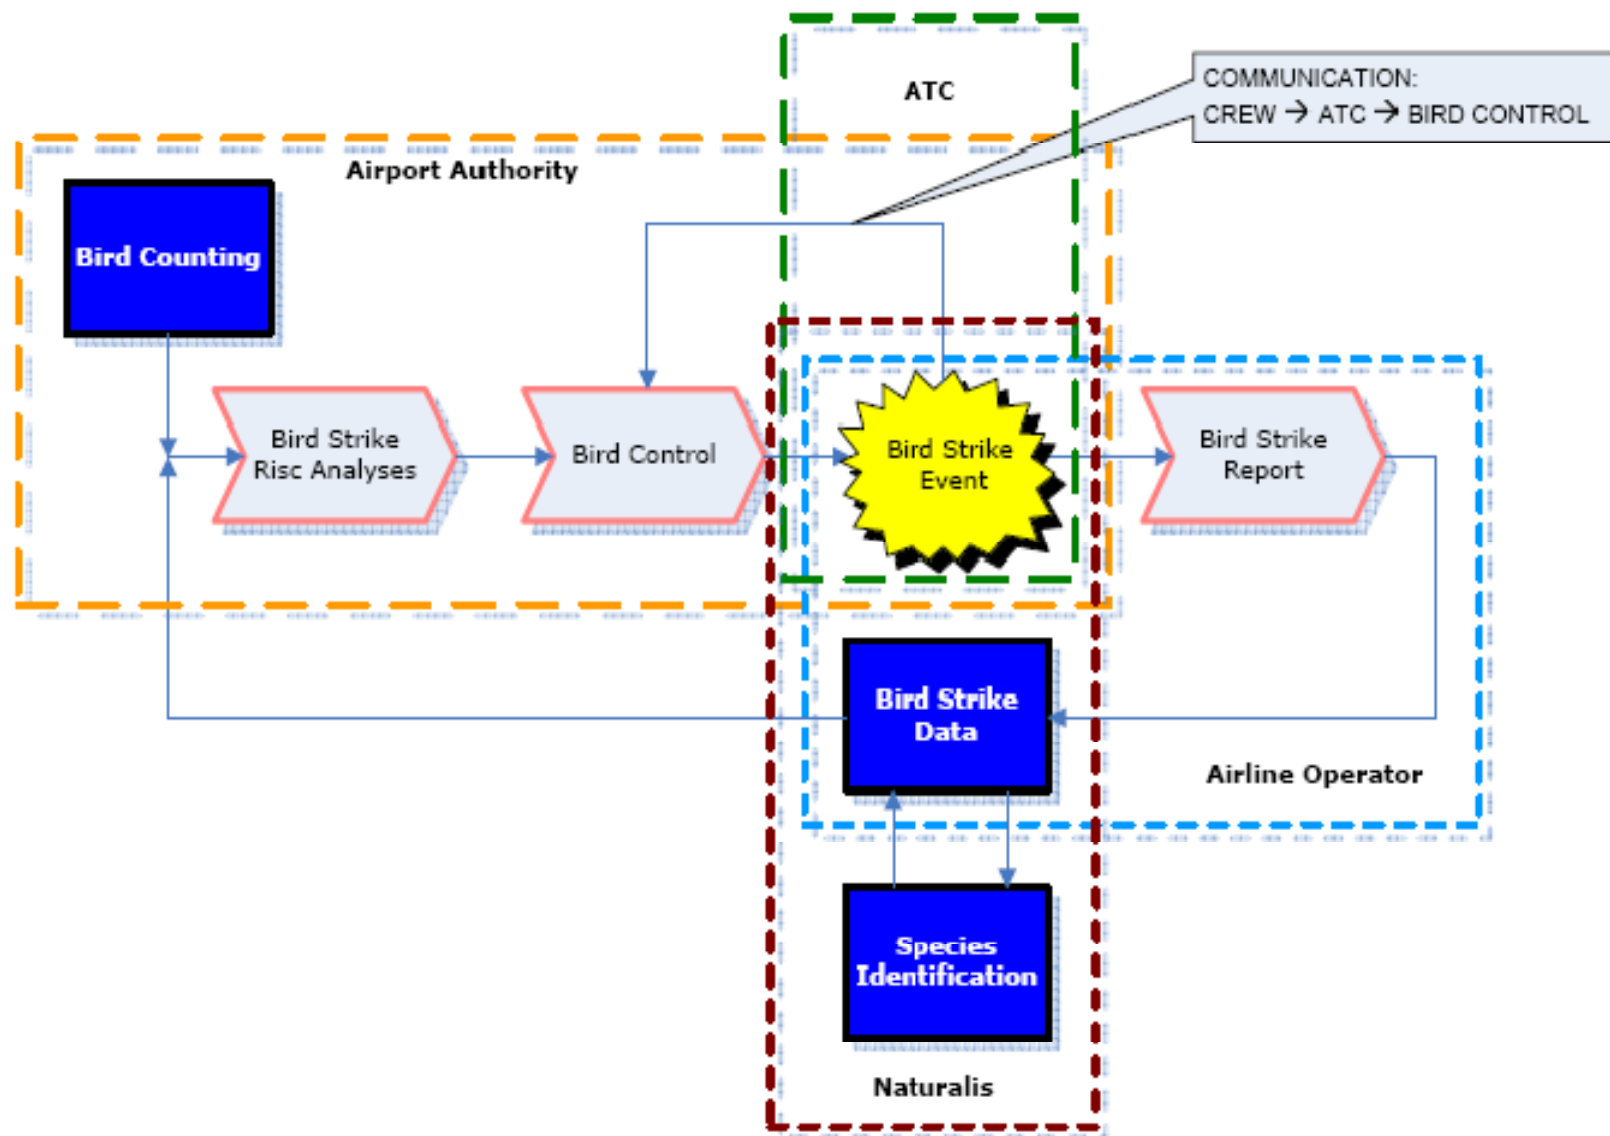 ATC
COMMUNICATION:
CREW → ATC → BIRD CONTROL
Airport Authority
Bird Counting
Bird Strike
Risc Analyses
Bird Control
Bird Strike
Event
Bird Strike
Report
Bird Strike
Data
Airline Operator
Species
Identification
Naturalis